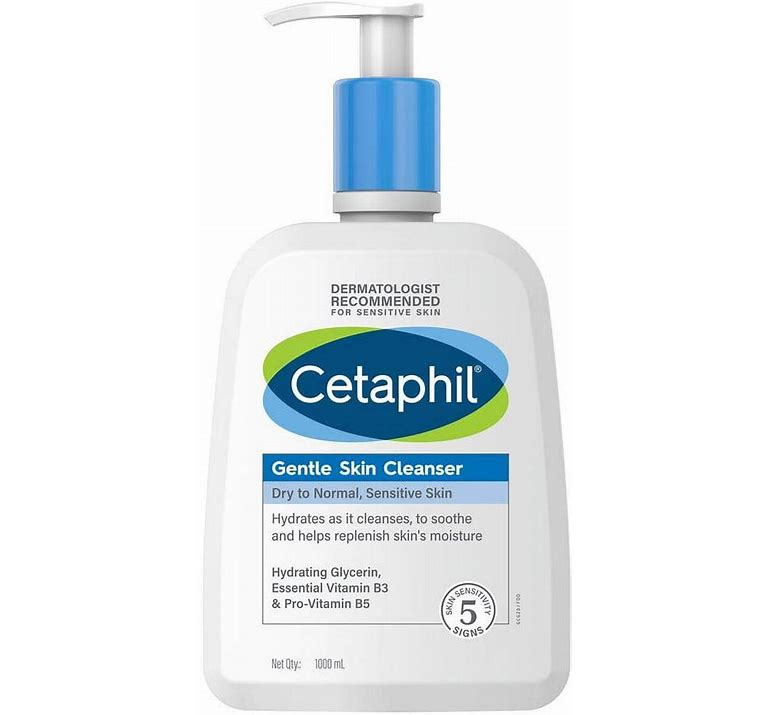 DERMATOLOGIST
RECOMMENDED
FOR SENSITIVE SKIN
Cetaphil®
Gentle Skin Cleanser
Dry to Normal, Sensitive Skin
Hydrates as it cleanses, to soothe
and helps replenish skin's moisture
Hydrating Glycerin,
Essential Vitamin B3
& Pro-Vitamin B5
SKIN SENSITIVITY
5
SIGNS
Net Qty.: 1000 mL